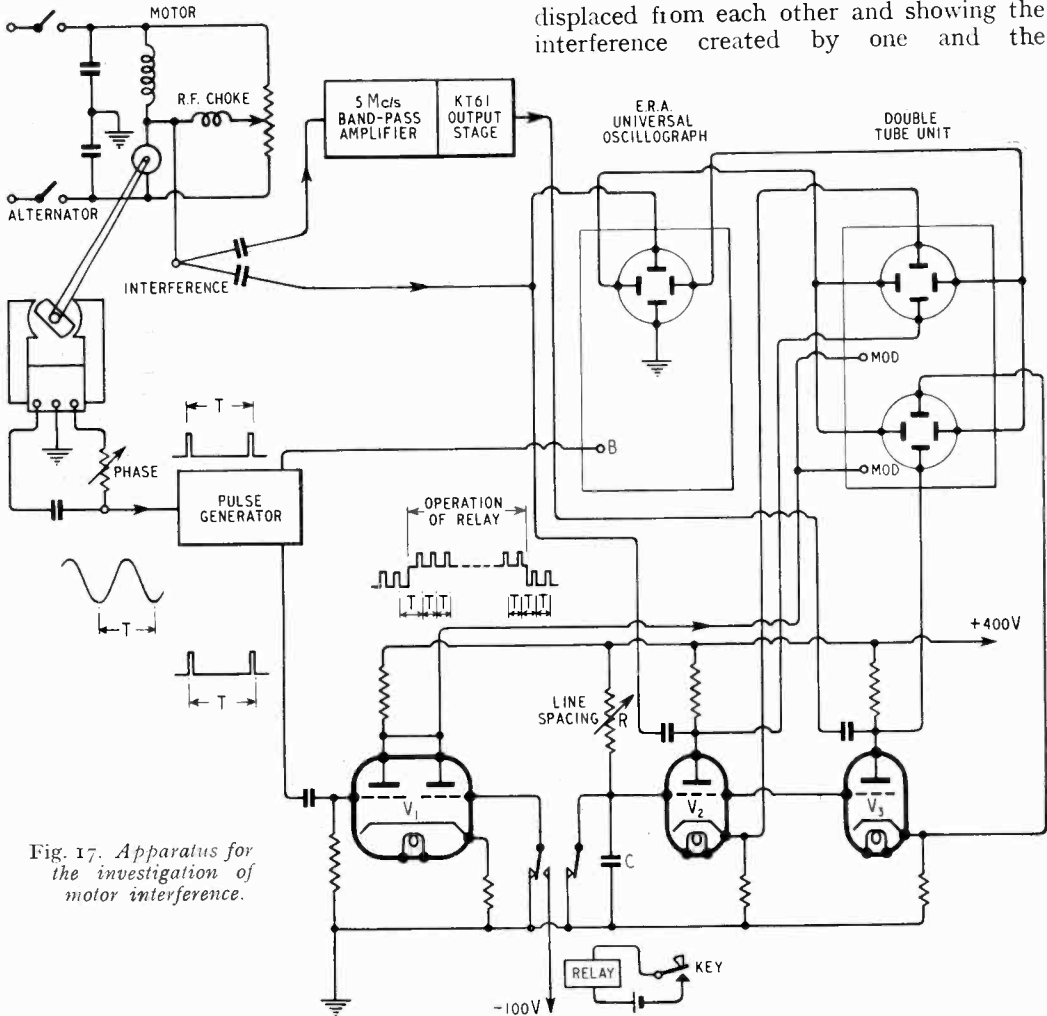 displaced from each other and showing the
interference created by one and the
MOTOR
R.F. CHOKE
5 Mc/s
BAND-PASS
AMPLIFIER
KT61
OUTPUT
STAGE
E.R.A.
UNIVERSAL
OSCILLOGRAPH
DOUBLE
TUBE UNIT
ALTERNATOR
INTERFERENCE
MOD
MOD
B
T
PHASE
PULSE
GENERATOR
OPERATION
OF RELAY
T T T
T T T
T
T
+400V
LINE
SPACING
R
V1
V2
V3
C
Fig. 17. Apparatus for
the investigation of
motor interference.
RELAY
KEY
-100V